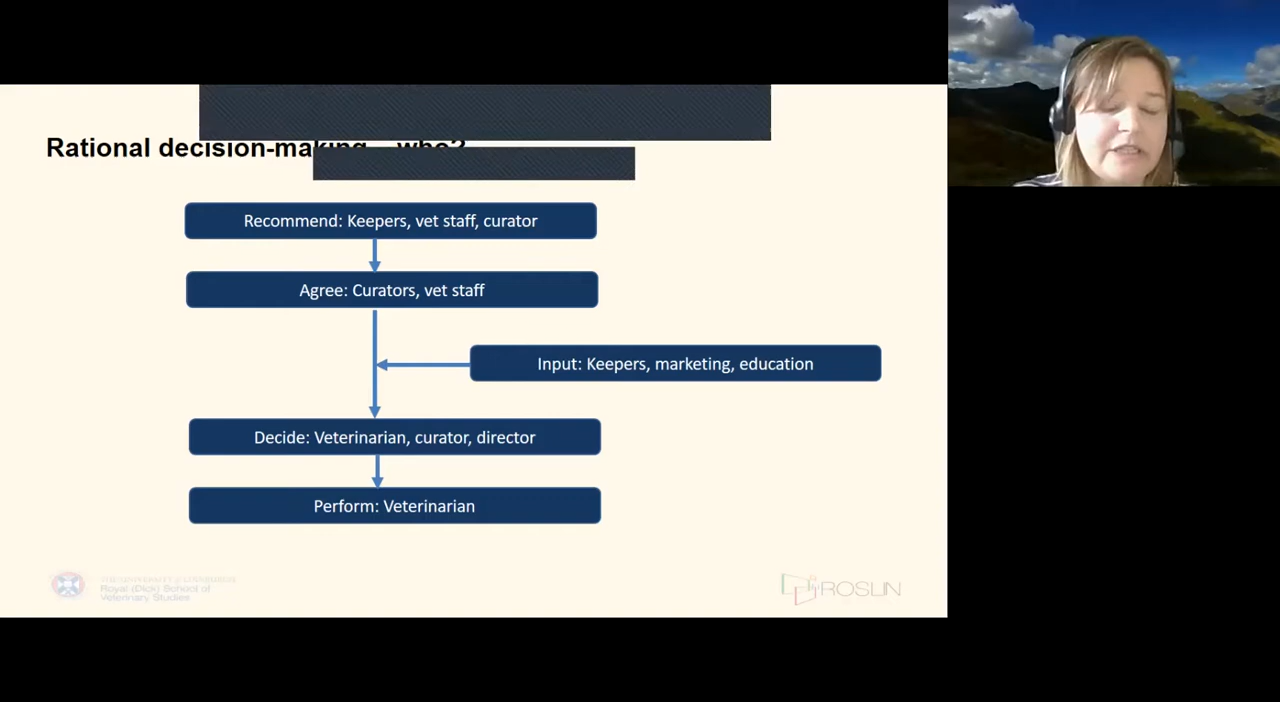 Rational decision-making - who?
Recommend: Keepers, vet staff, curator
Agree: Curators, vet staff
Input: Keepers, marketing, education
Decide: Veterinarian, curator, director
Perform: Veterinarian
THE UNIVERSITY of EDINBURGH
Royal (Dick) School of
Veterinary Studies
ROSLIN